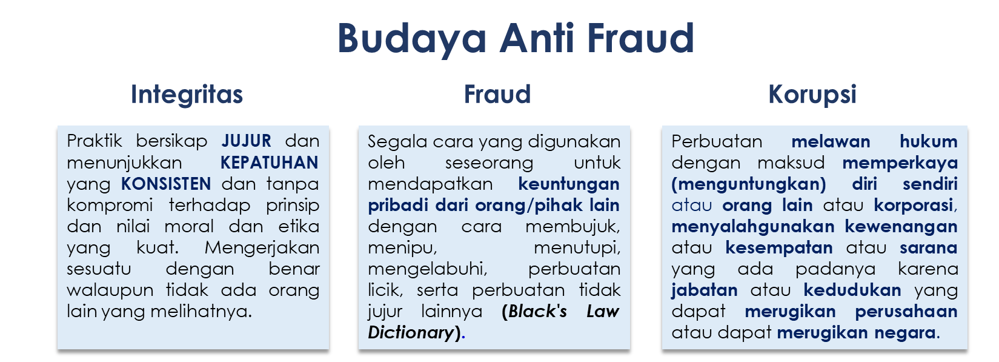 Budaya Anti Fraud
Integritas
Praktik bersikap JUJUR dan
menunjukkan KEPATUHAN
yang KONSISTEN dan tanpa
kompromi terhadap prinsip
dan nilai moral dan etika
yang kuat. Mengerjakan
sesuatu dengan benar
walaupun tidak ada orang
lain yang melihatnya.
Fraud
Segala cara yang digunakan
oleh seseorang untuk
mendapatkan keuntungan
pribadi dari orang/pihak lain
dengan cara membujuk,
menipu, menutupi,
mengelabuhi, perbuatan
licik, serta perbuatan tidak
jujur lainnya (Black's Law
Dictionary).
Korupsi
Perbuatan melawan hukum
dengan maksud memperkaya
(menguntungkan) diri sendiri
atau orang lain atau korporasi,
menyalahgunakan kewenangan
atau kesempatan atau sarana
yang ada padanya karena
jabatan atau kedudukan yang
dapat merugikan perusahaan
atau dapat merugikan negara.